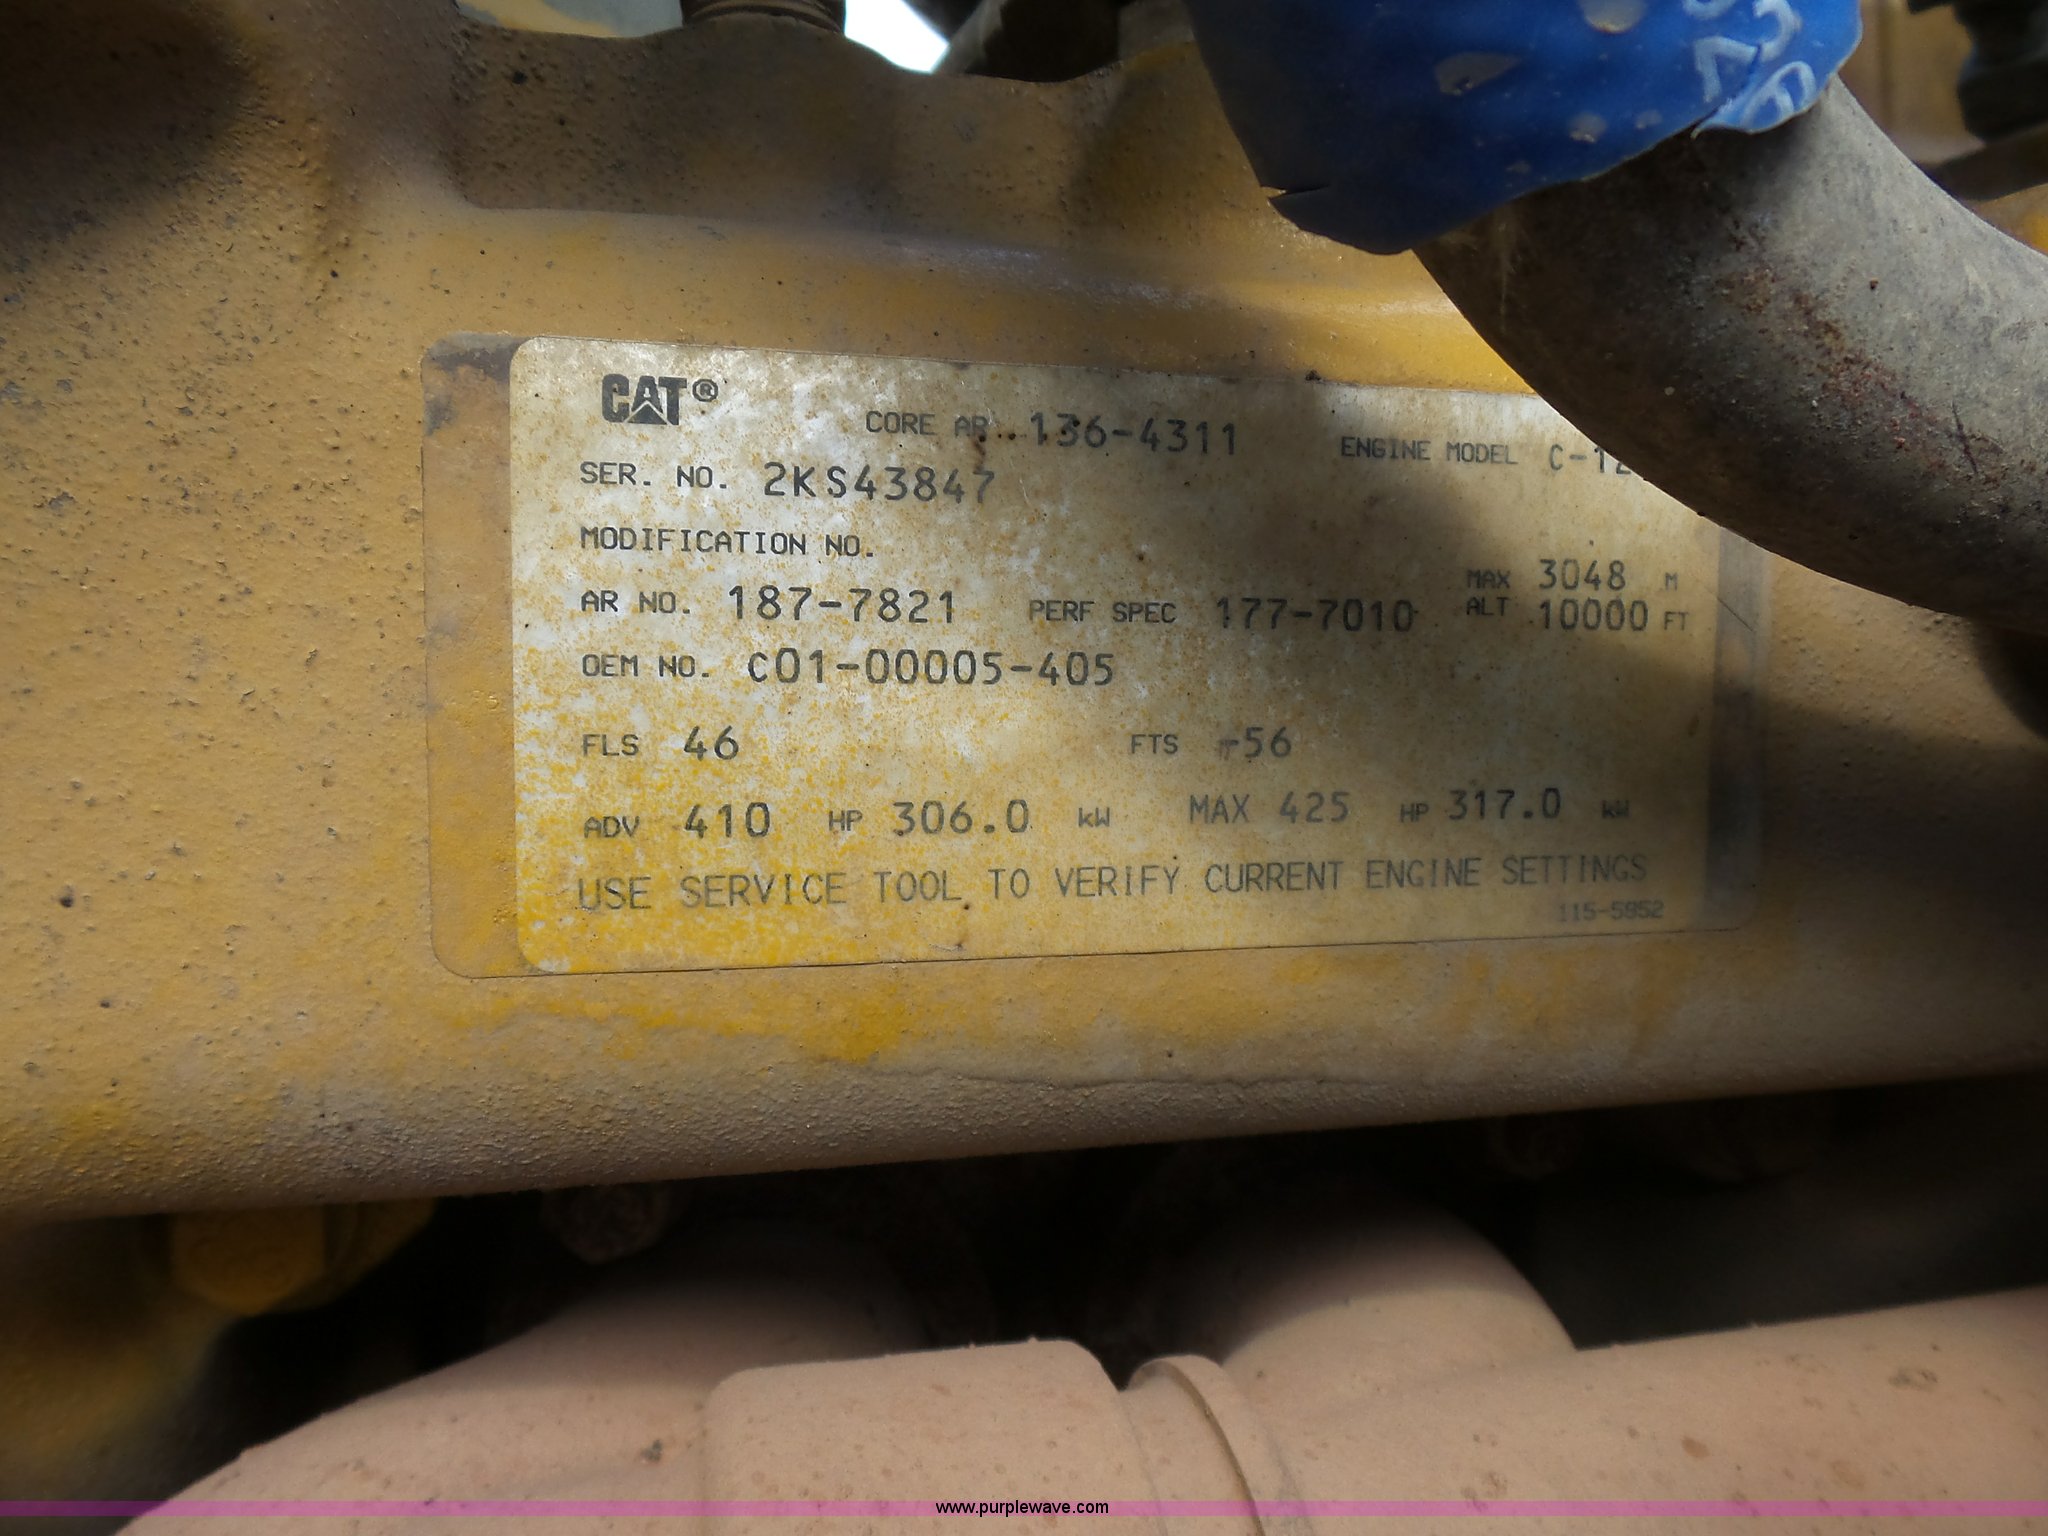 CAT®
CORE AR 136-4311 ENGINE MODEL C-12
SER. NO. 2KS43847
MODIFICATION NO.
AR NO. 187-7821 PERF SPEC 177-7010 MAX ALT 3048 M 10000 FT
OEM NO. C01-00005-405
FLS 46 FTS -56
ADV 410 HP 306.0 kW MAX 425 HP 317.0 kW
USE SERVICE TOOL TO VERIFY CURRENT ENGINE SETTINGS
115-5952
www.purplewave.com